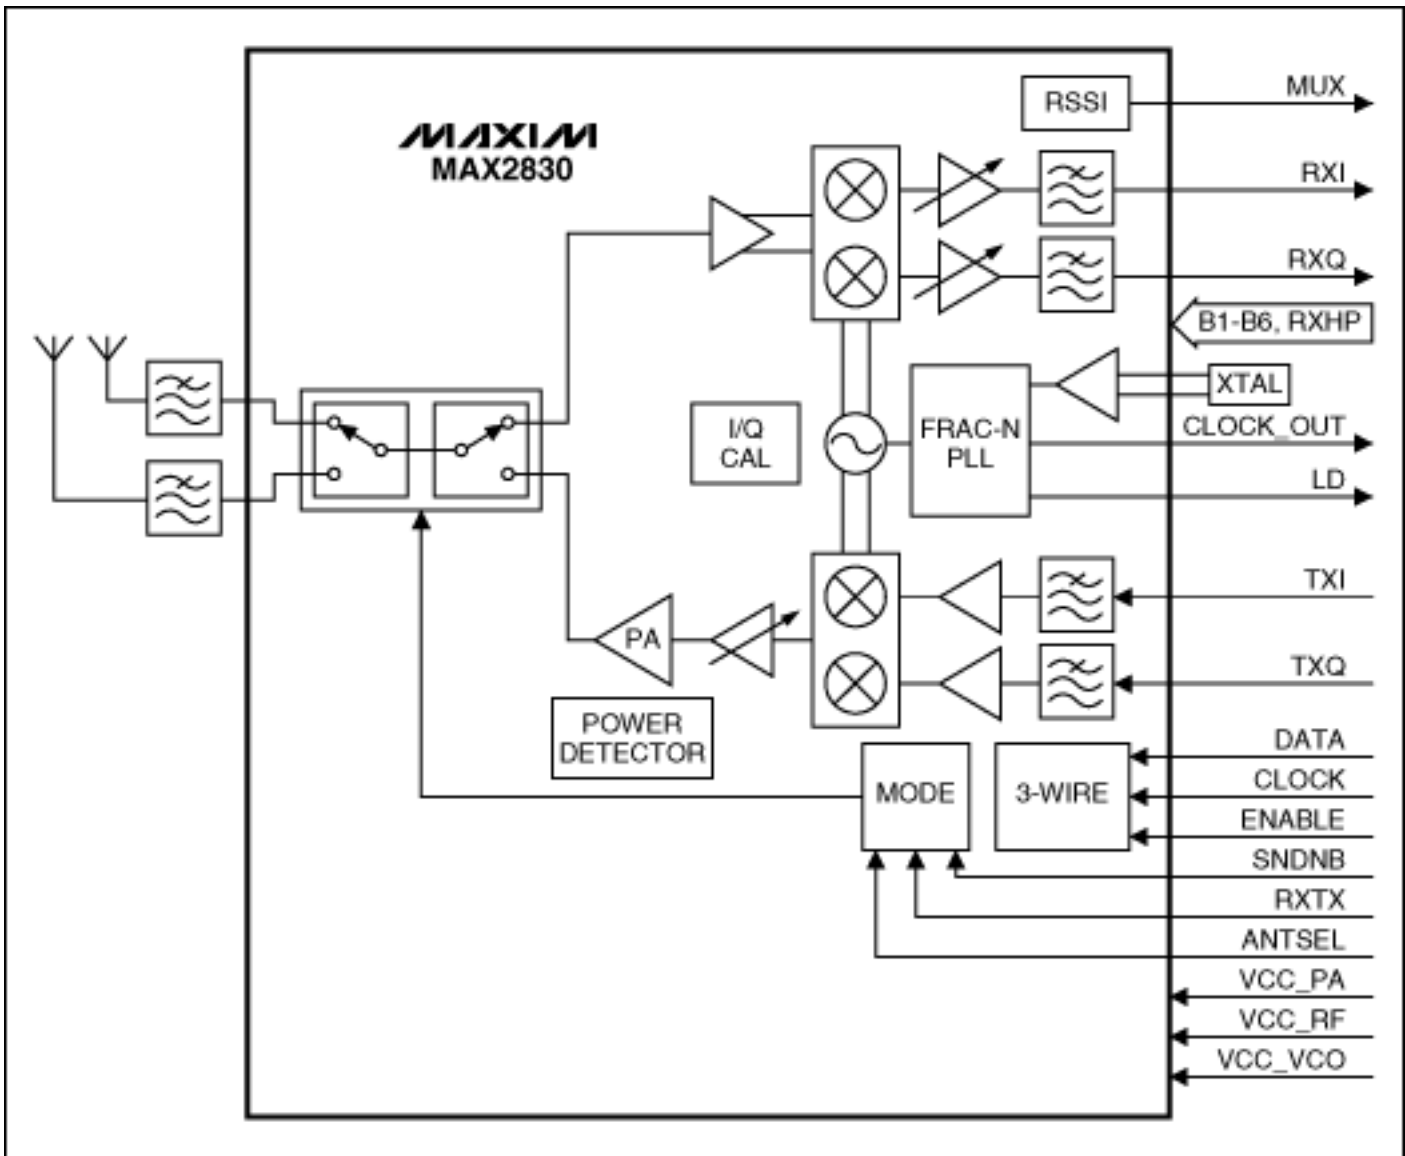 MAXIM
MAX2830
RSSI
MUX
RXI
RXQ
B1-B6, RXHP
XTAL
I/Q
CAL
FRAC-N
PLL
CLOCK_OUT
LD
TXI
PA
TXQ
POWER
DETECTOR
MODE
3-WIRE
DATA
CLOCK
ENABLE
SNDNB
RXTX
ANTSEL
VCC_PA
VCC_RF
VCC_VCO